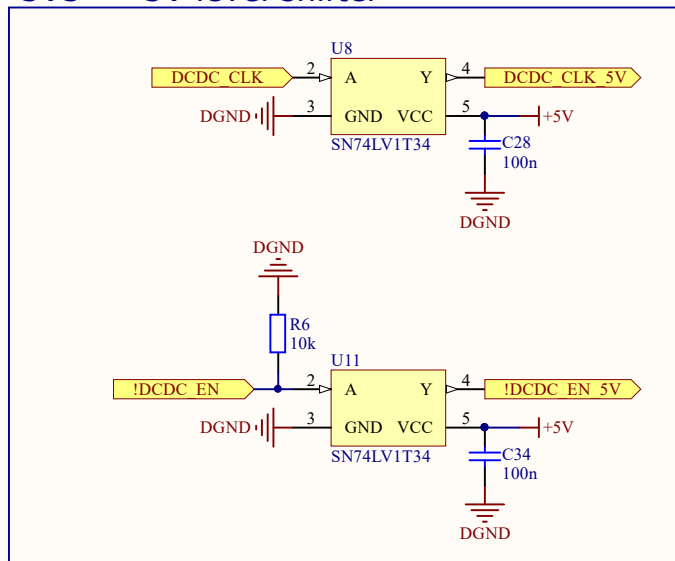 U8
DCDC_CLK 2 A Y 4 DCDC_CLK_5V
DGND 3 GND VCC 5 +5V
SN74LV1T34
C28
100n
DGND
DGND
R6
10k
U11
!DCDC_EN 2 A Y 4 !DCDC_EN_5V
DGND 3 GND VCC 5 +5V
SN74LV1T34
C34
100n
DGND